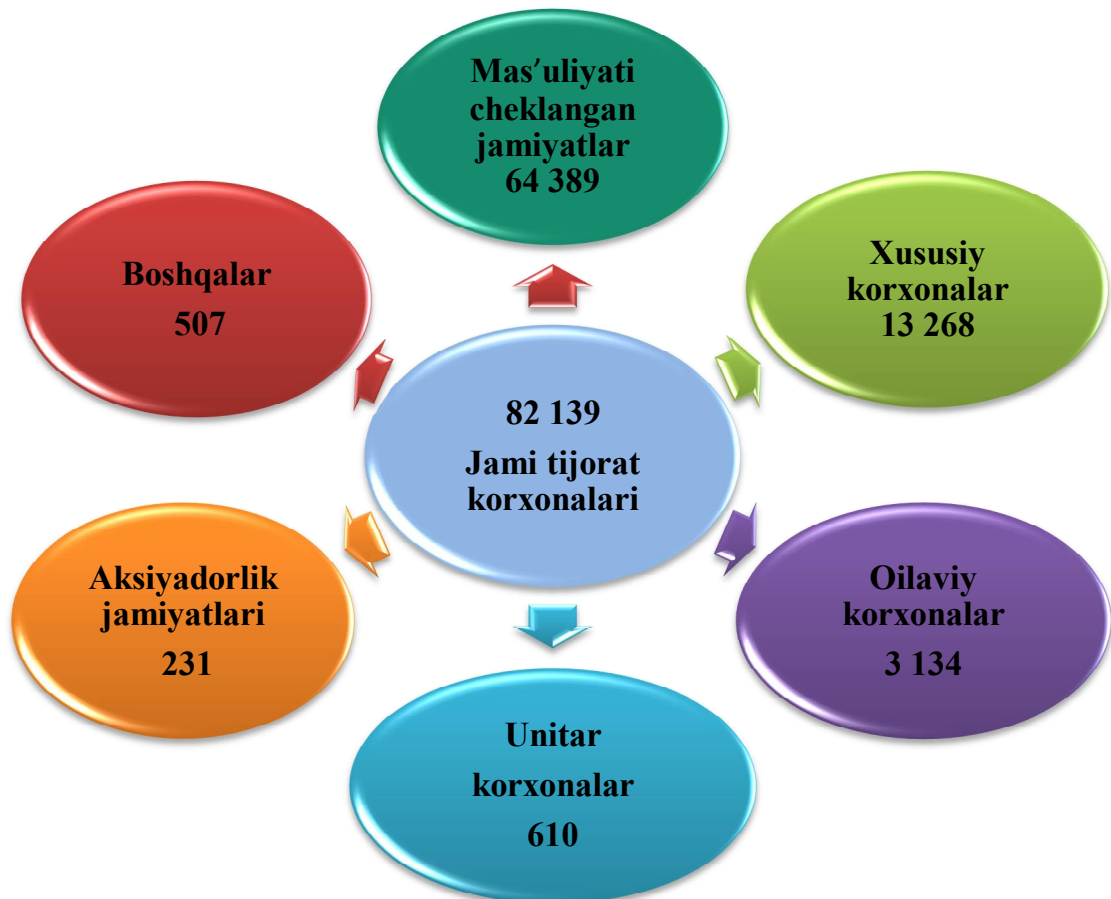 Mas’uliyati
cheklangan
jamiyatlar
64 389
Xususiy
korxonalar
13 268
Oilaviy
korxonalar
3 134
Unitar
korxonalar
610
Aksiyadorlik
jamiyatlari
231
Boshqalar
507
82 139
Jami tijorat
korxonalari